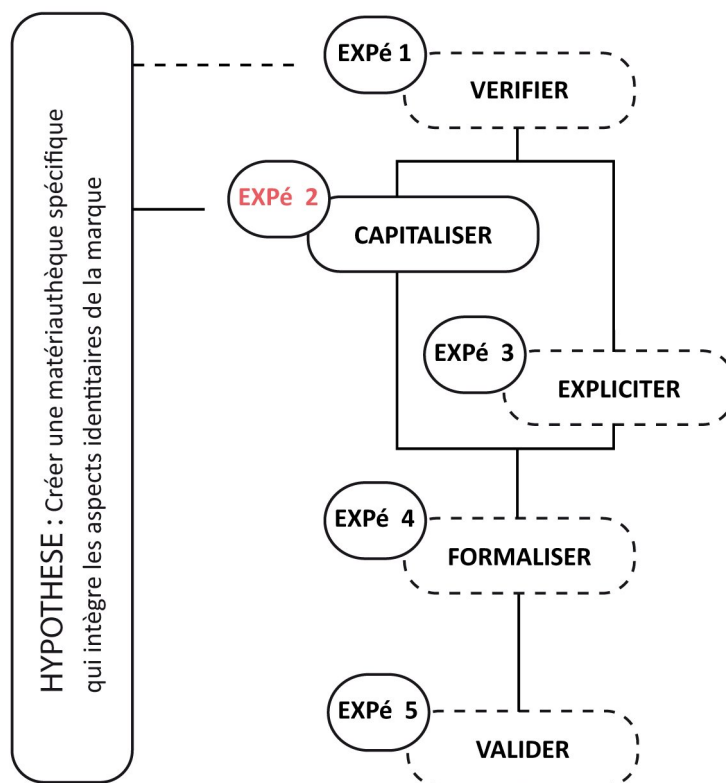 HYPOTHESE : Créer une matériauthèque spécifique
qui intègre les aspects identitaires de la marque
EXPé 1
VERIFIER
EXPé 2
CAPITALISER
EXPé 3
EXPLICITER
EXPé 4
FORMALISER
EXPé 5
VALIDER